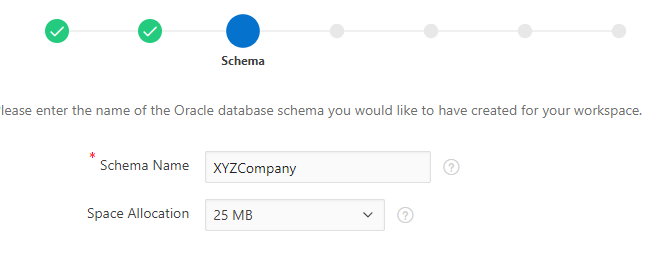 Schema
lease enter the name of the Oracle database schema you would like to have created for your workspace.
* Schema Name XYZCompany ?
Space Allocation 25 MB ?